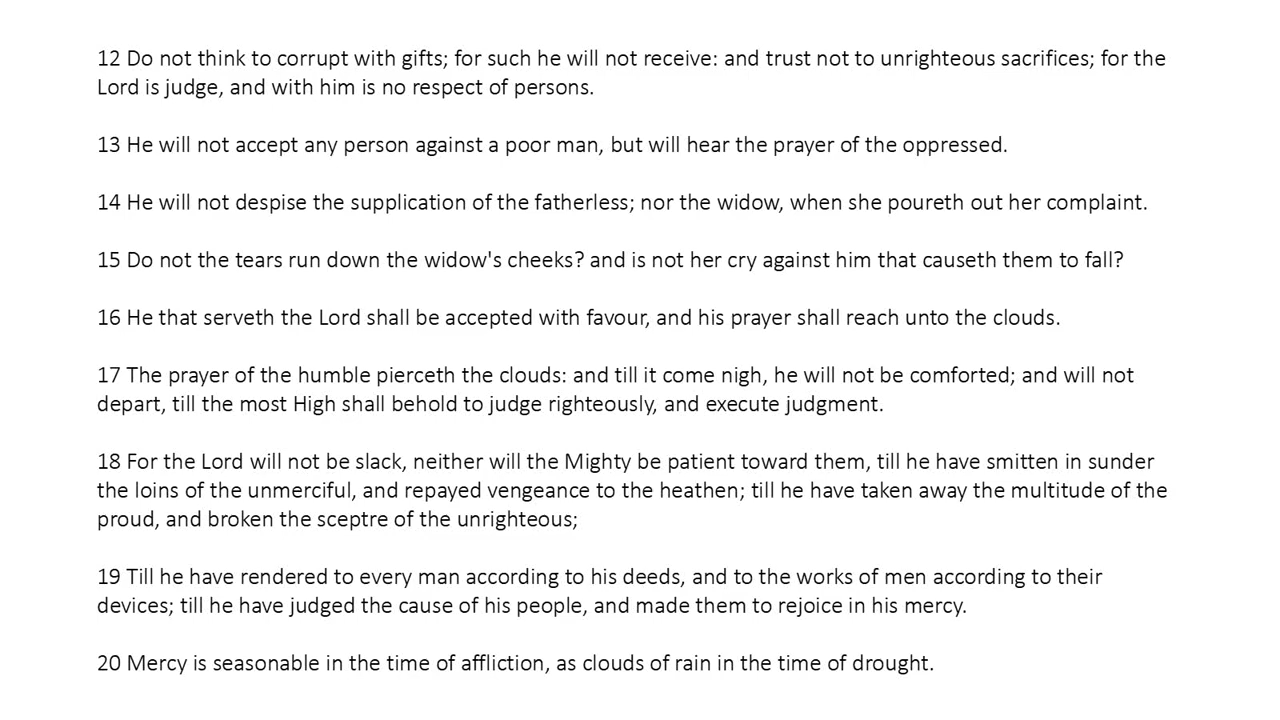 12 Do not think to corrupt with gifts; for such he will not receive: and trust not to unrighteous sacrifices; for the
Lord is judge, and with him is no respect of persons.
13 He will not accept any person against a poor man, but will hear the prayer of the oppressed.
14 He will not despise the supplication of the fatherless; nor the widow, when she poureth out her complaint.
15 Do not the tears run down the widow's cheeks? and is not her cry against him that causeth them to fall?
16 He that serveth the Lord shall be accepted with favour, and his prayer shall reach unto the clouds.
17 The prayer of the humble pierceth the clouds: and till it come nigh, he will not be comforted; and will not
depart, till the most High shall behold to judge righteously, and execute judgment.
18 For the Lord will not be slack, neither will the Mighty be patient toward them, till he have smitten in sunder
the loins of the unmerciful, and repayed vengeance to the heathen; till he have taken away the multitude of the
proud, and broken the sceptre of the unrighteous;
19 Till he have rendered to every man according to his deeds, and to the works of men according to their
devices; till he have judged the cause of his people, and made them to rejoice in his mercy.
20 Mercy is seasonable in the time of affliction, as clouds of rain in the time of drought.